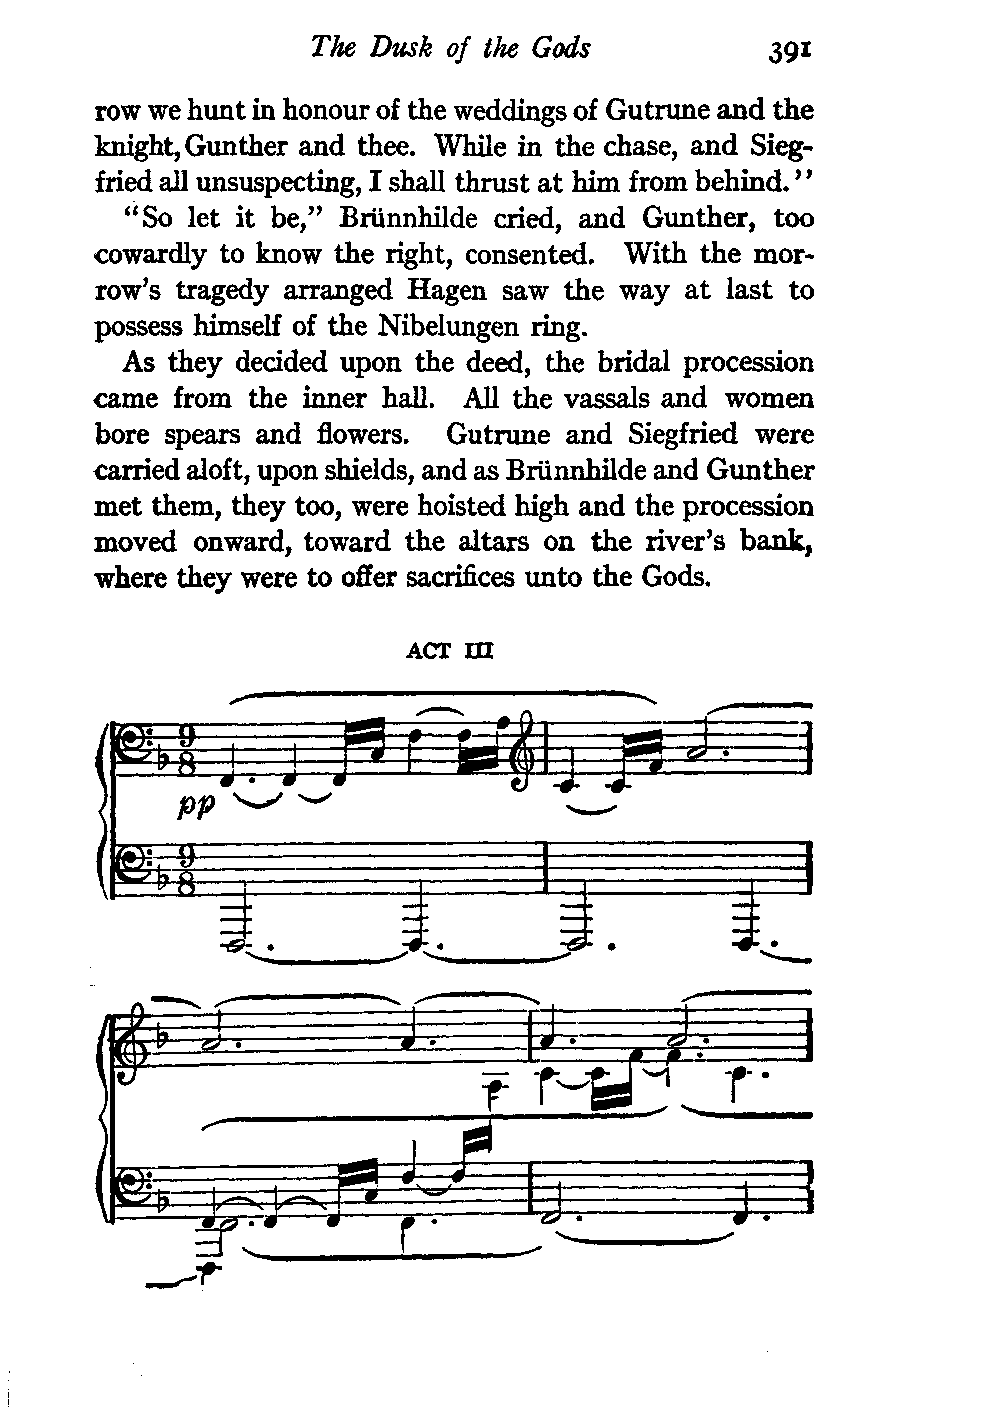 The Dusk of the Gods 391
row we hunt in honour of the weddings of Gutrune and the
knight, Gunther and thee. While in the chase, and Sieg-
fried all unsuspecting, I shall thrust at him from behind."
"So let it be," Brünnhilde cried, and Gunther, too
cowardly to know the right, consented. With the mor-
row's tragedy arranged Hagen saw the way at last to
possess himself of the Nibelungen ring.
As they decided upon the deed, the bridal procession
came from the inner hall. All the vassals and women
bore spears and flowers. Gutrune and Siegfried were
carried aloft, upon shields, and as Brünnhilde and Gunther
met them, they too, were hoisted high and the procession
moved onward, toward the altars on the river's bank,
where they were to offer sacrifices unto the Gods.
ACT III
9
8
pp
9
8